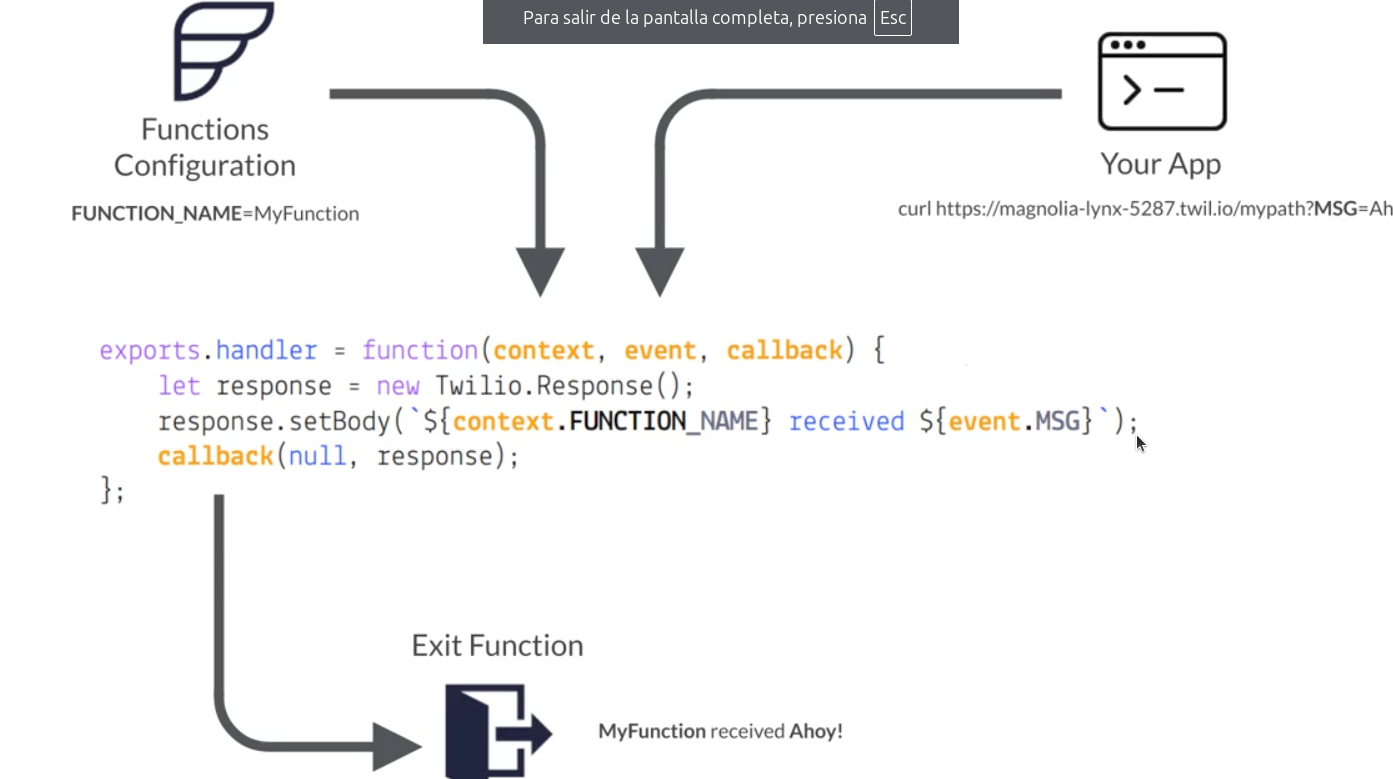 Para salir de la pantalla completa, presiona Esc
Functions
Configuration
FUNCTION_NAME=MyFunction
Your App
curl https://magnolia-lynx-5287.twil.io/mypath?MSG=Ah
exports.handler = function(context, event, callback) {
    let response = new Twilio.Response();
    response.setBody(`${context.FUNCTION_NAME} received ${event.MSG}`);
    callback(null, response);
};
Exit Function
MyFunction received Ahoy!